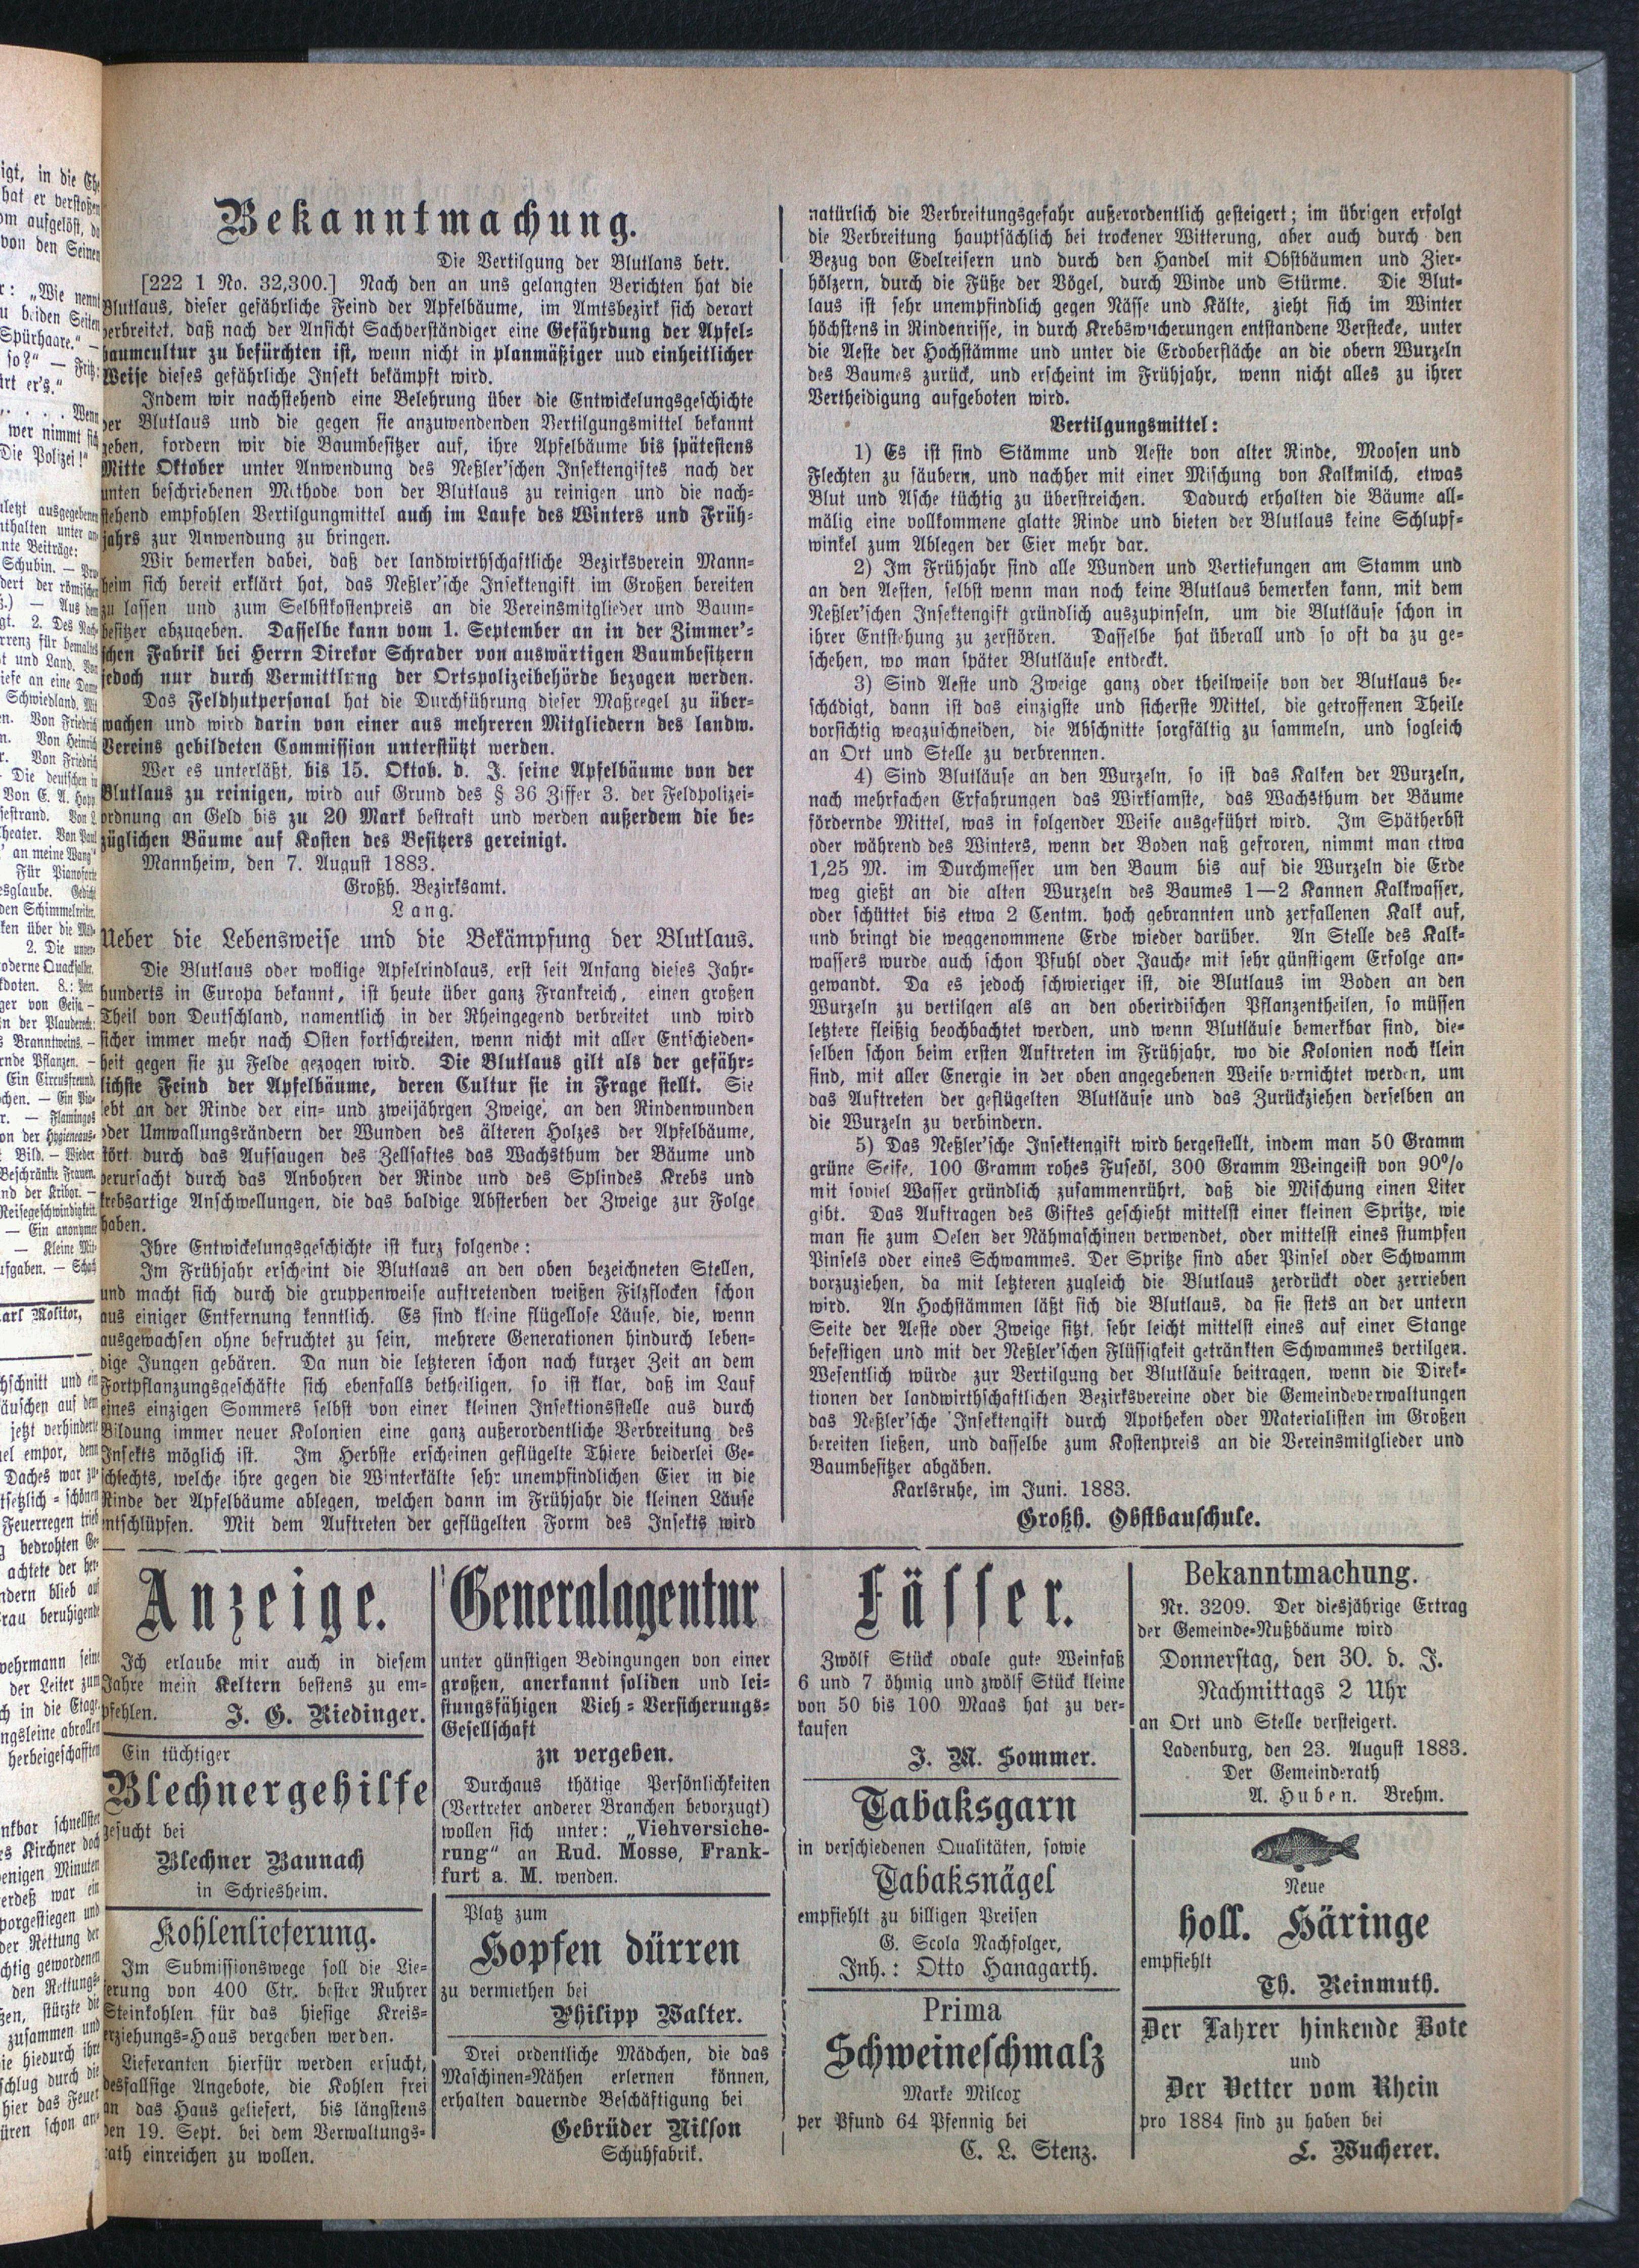 Bekanntmachung.
Die Vertilgung der Blutlans betr.
[222 1 No. 32,300.] Nach den an uns gelangten Berichten hat die
Blutlaus, dieser gefährliche Feind der Apfelbäume, im Amtsbezirk sich derart
verbreitet, daß nach der Ansicht Sachverständiger eine Gefährdung der Apfel-
baumcultur zu befürchten ist, wenn nicht in planmäßiger uud einheitlicher
Weise dieses gefährliche Insekt bekämpft wird.
Indem wir nachstehend eine Belehrung über die Entwickelungsgeschichte
der Blutlaus und die gegen sie anzuwendenden Vertilgungsmittel bekannt
geben, fordern wir die Baumbesitzer auf, ihre Apfelbäume bis spätestens
Mitte Oktober unter Anwendung des Neßler'schen Insektengiftes nach der
unten beschriebenen Methode von der Blutlaus zu reinigen und die nach-
stehend empfohlen Vertilgungmittel auch im Laufe des Winters und Früh-
jahrs zur Anwendung zu bringen.
Wir bemerken dabei, daß der landwirthschaftliche Bezirksverein Mann-
heim sich bereit erklärt hat, das Neßler'sche Insektengift im Großen bereiten
zu lassen und zum Selbstkostenpreis an die Vereinsmitglieder und Baum-
besitzer abzugeben. Dasselbe kann vom 1. September an in der Zimmer'-
schen Fabrik bei Herrn Direkor Schrader von auswärtigen Baumbesitzern
jedoch nur durch Vermittlung der Ortspolizeibehörde bezogen werden.
Das Feldhutpersonal hat die Durchführung dieser Maßregel zu über-
wachen und wird darin von einer aus mehreren Mitgliedern des landw.
Vereins gebildeten Commission unterstützt werden.
Wer es unterläßt, bis 15. Oktob. d. J. seine Apfelbäume von der
Blutlaus zu reinigen, wird auf Grund des § 36 Ziffer 3. der Feldpolizei-
ordnung an Geld bis zu 20 Mark bestraft und werden außerdem die be-
züglichen Bäume auf Kosten des Besitzers gereinigt.
Mannheim, den 7. August 1883.
Großh. Bezirksamt.
Lang.
Ueber die Lebensweise und die Bekämpfung der Blutlaus.
Die Blutlaus oder wollige Apfelrindlaus, erst seit Anfang dieses Jahr-
hunderts in Europa bekannt, ist heute über ganz Frankreich, einen großen
Theil von Deutschland, namentlich in der Rheingegend verbreitet und wird
sicher immer mehr nach Osten fortschreiten, wenn nicht mit aller Entschieden-
heit gegen sie zu Felde gezogen wird. Die Blutlaus gilt als der gefähr-
lichste Feind der Apfelbäume, deren Cultur sie in Frage stellt. Sie
lebt an der Rinde der ein- und zweijährgen Zweige, an den Rindenwunden
oder Umwallungsrändern der Wunden des älteren Holzes der Apfelbäume,
stört durch das Aufsaugen des Zellsaftes das Wachsthum der Bäume und
verursacht durch das Anbohren der Rinde und des Splindes Krebs und
krebsartige Anschwellungen, die das baldige Absterben der Zweige zur Folge
haben.
Ihre Entwickelungsgeschichte ist kurz folgende:
Im Frühjahr erscheint die Blutlaus an den oben bezeichneten Stellen,
und macht sich durch die gruppenweise auftretenden weißen Filzflocken schon
aus einiger Entfernung kenntlich. Es sind kleine flügellose Läuse, die, wenn
ausgewachsen ohne befruchtet zu sein, mehrere Generationen hindurch leben-
dige Jungen gebären. Da nun die letzteren schon nach kurzer Zeit an dem
Fortpflanzungsgeschäfte sich ebenfalls betheiligen, so ist klar, daß im Lauf
eines einzigen Sommers selbst von einer kleinen Insektionsstelle aus durch
Bildung immer neuer Kolonien eine ganz außerordentliche Verbreitung des
Insekts möglich ist. Im Herbste erscheinen geflügelte Thiere beiderlei Ge-
schlechts, welche ihre gegen die Winterkälte sehr unempfindlichen Eier in die
Rinde der Apfelbäume ablegen, welchen dann im Frühjahr die kleinen Läuse
entschlüpfen. Mit dem Auftreten der geflügelten Form des Insekts wird
natürlich die Verbreitungsgefahr außerordentlich gesteigert; im übrigen erfolgt
die Verbreitung hauptsächlich bei trockener Witterung, aber auch durch den
Bezug von Edelreisern und durch den Handel mit Obstbäumen und Zier-
hölzern, durch die Füße der Vögel, durch Winde und Stürme. Die Blut-
laus ist sehr unempfindlich gegen Nässe und Kälte, zieht sich im Winter
höchstens in Rindenrisse, in durch Krebswucherungen entstandene Verstecke, unter
die Aeste der Hochstämme und unter die Erdoberfläche an die obern Wurzeln
des Baumes zurück, und erscheint im Frühjahr, wenn nicht alles zu ihrer
Vertheidigung aufgeboten wird.
Vertilgungsmittel:
1) Es ist sind Stämme und Aeste von alter Rinde, Moosen und
Flechten zu säubern, und nachher mit einer Mischung von Kalkmilch, etwas
Blut und Asche tüchtig zu überstreichen. Dadurch erhalten die Bäume all-
mälig eine vollkommene glatte Rinde und bieten der Blutlaus keine Schlupf-
winkel zum Ablegen der Eier mehr dar.
2) Im Frühjahr sind alle Wunden und Vertiefungen am Stamm und
an den Aesten, selbst wenn man noch keine Blutlaus bemerken kann, mit dem
Neßler'schen Insektengift gründlich auszupinseln, um die Blutläuse schon in
ihrer Entstehung zu zerstören. Dasselbe hat überall und so oft da zu ge-
schehen, wo man später Blutläuse entdeckt.
3) Sind Aeste und Zweige ganz oder theilweise von der Blutlaus be-
schädigt, dann ist das einzigste und sicherste Mittel, die getroffenen Theile
vorsichtig wegzuschneiden, die Abschnitte sorgfältig zu sammeln, und sogleich
an Ort und Stelle zu verbrennen.
4) Sind Blutläuse an den Wurzeln, so ist das Kalken der Wurzeln,
nach mehrfachen Erfahrungen das Wirksamste, das Wachsthum der Bäume
fördernde Mittel, was in folgender Weise ausgeführt wird. Im Spätherbst
oder während des Winters, wenn der Boden naß gefroren, nimmt man etwa
1,25 M. im Durchmesser um den Baum bis auf die Wurzeln die Erde
weg gießt an die alten Wurzeln des Baumes 1—2 Kannen Kalkwasser,
oder schüttet bis etwa 2 Centm. hoch gebrannten und zerfallenen Kalk auf,
und bringt die weggenommene Erde wieder darüber. An Stelle des Kalk-
wassers wurde auch schon Pfuhl oder Jauche mit sehr günstigem Erfolge an-
gewandt. Da es jedoch schwieriger ist, die Blutlaus im Boden an den
Wurzeln zu vertilgen als an den oberirdischen Pflanzentheilen, so müssen
letztere fleißig beochbachtet werden, und wenn Blutläuse bemerkbar sind, die-
selben schon beim ersten Auftreten im Frühjahr, wo die Kolonien noch klein
sind, mit aller Energie in der oben angegebenen Weise vernichtet werden, um
das Auftreten der geflügelten Blutläuse und das Zurückziehen derselben an
die Wurzeln zu verhindern.
5) Das Neßler'sche Insektengift wird hergestellt, indem man 50 Gramm
grüne Seife, 100 Gramm rohes Fuseöl, 300 Gramm Weingeist von 90%
mit soviel Wasser gründlich zusammenrührt, daß die Mischung einen Liter
gibt. Das Auftragen des Giftes geschieht mittelst einer kleinen Spritze, wie
man sie zum Oelen der Nähmaschinen verwendet, oder mittelst eines stumpfen
Pinsels oder eines Schwammes. Der Spritze sind aber Pinsel oder Schwamm
vorzuziehen, da mit letzteren zugleich die Blutlaus zerdrückt oder zerrieben
wird. An Hochstämmen läßt sich die Blutlaus, da sie stets an der untern
Seite der Aeste oder Zweige sitzt, sehr leicht mittelst eines auf einer Stange
befestigen und mit der Neßler'schen Flüssigkeit getränkten Schwammes vertilgen.
Wesentlich würde zur Vertilgung der Blutläuse beitragen, wenn die Direk-
tionen der landwirthschaftlichen Bezirksvereine oder die Gemeindeverwaltungen
das Neßler'sche Insektengift durch Apotheken oder Materialisten im Großen
bereiten ließen, und dasselbe zum Kostenpreis an die Vereinsmitglieder und
Baumbesitzer abgäben.
Karlsruhe, im Juni. 1883.
Großh. Obstbauschule.
Anzeige.
Ich erlaube mir auch in diesem
Jahre mein Keltern bestens zu em-
pfehlen.
J. G. Riedinger.
Ein tüchtiger
Blechnergehilfe
gesucht bei
Blechner Baunach
in Schriesheim.
Kohlenlieferung.
Im Submissionswege soll die Lie-
ferung von 400 Ctr. bester Ruhrer
Steinkohlen für das hiesige Kreis-
erziehungs-Haus vergeben werden.
Lieferanten hierfür werden ersucht,
desfallsige Angebote, die Kohlen frei
an das Haus geliefert, bis längstens
den 19. Sept. bei dem Verwaltungs-
rath einreichen zu wollen.
Generalagentur
unter günstigen Bedingungen von einer
großen, anerkannt soliden und lei-
stungsfähigen Vieh-Versicherungs-
Gesellschaft
zu vergeben.
Durchaus thätige Persönlichkeiten
(Vertreter anderer Branchen bevorzugt)
wollen sich unter: „Viehversiche-
rung" an Rud. Mosse, Frank-
furt a. M. wenden.
Platz zum
Hopfen dürren
zu vermiethen bei
Philipp Walter.
Drei ordentliche Mädchen, die das
Maschinen-Nähen erlernen können,
erhalten dauernde Beschäftigung bei
Gebrüder Nilson
Schuhfabrik.
Fässer.
Zwölf Stück ovale gute Weinfaß
6 und 7 öhmig und zwölf Stück kleine
von 50 bis 100 Maas hat zu ver-
kaufen
J. M. Sommer.
Tabaksgarn
in verschiedenen Qualitäten, sowie
Tabaksnägel
empfiehlt zu billigen Preisen
G. Scola Nachfolger,
Inh.: Otto Hanagarth.
Prima
Schweineschmalz
Marke Milcox
per Pfund 64 Pfennig bei
C. L. Stenz.
Bekanntmachung.
Nr. 3209. Der diesjährige Ertrag
der Gemeinde-Nußbäume wird
Donnerstag, den 30. d. J.
Nachmittags 2 Uhr
an Ort und Stelle versteigert.
Ladenburg, den 23. August 1883.
Der Gemeinderath
A. Huben. Brehm.
Neue
holl. Häringe
empfiehlt
Th. Reinmuth.
Der Lahrer hinkende Bote
und
Der Vetter vom Rhein
pro 1884 sind zu haben bei
L. Wucherer.